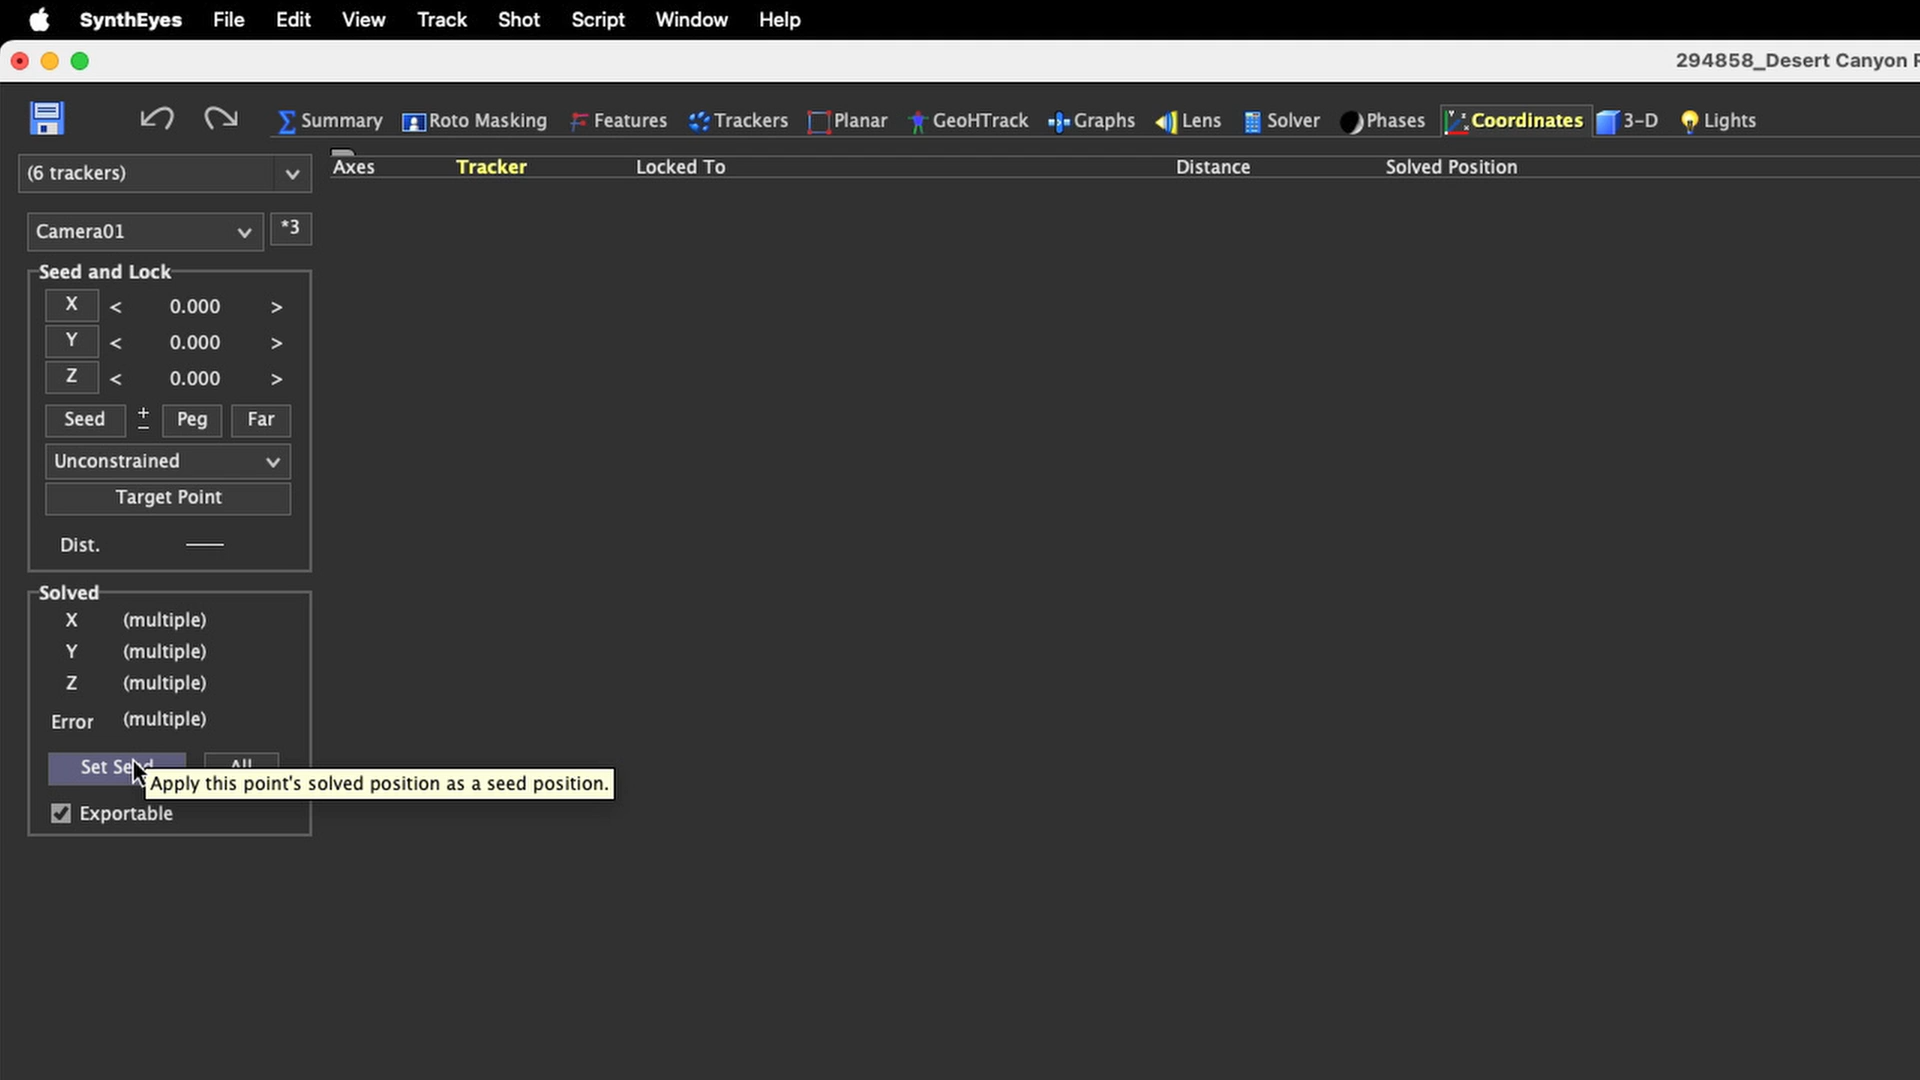 SynthEyes File Edit View Track Shot Script Window Help
294858_Desert Canyon
Summary Roto Masking Features Trackers Planar GeoHTrack Graphs Lens Solver Phases Coordinates 3-D Lights
(6 trackers)
Axes Tracker Locked To Distance Solved Position
Camera01 *3
Seed and Lock
X < 0.000 >
Y < 0.000 >
Z < 0.000 >
Seed + − Peg Far
Unconstrained
Target Point
Dist.
Solved
X (multiple)
Y (multiple)
Z (multiple)
Error (multiple)
Set Seed All
Apply this point's solved position as a seed position.
Exportable